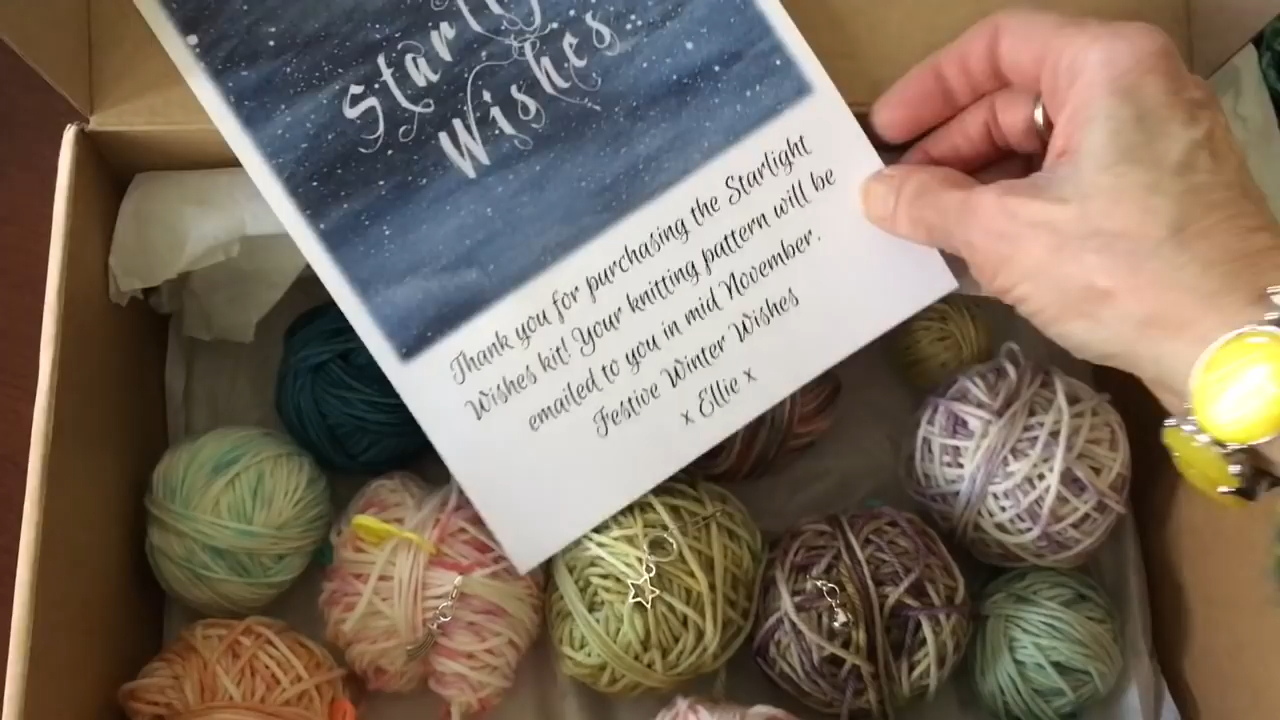 Wishes
Thank you for purchasing the Starlight
Wishes kit! Your knitting pattern will be
emailed to you in mid November.
Festive Winter Wishes
x Ellie x